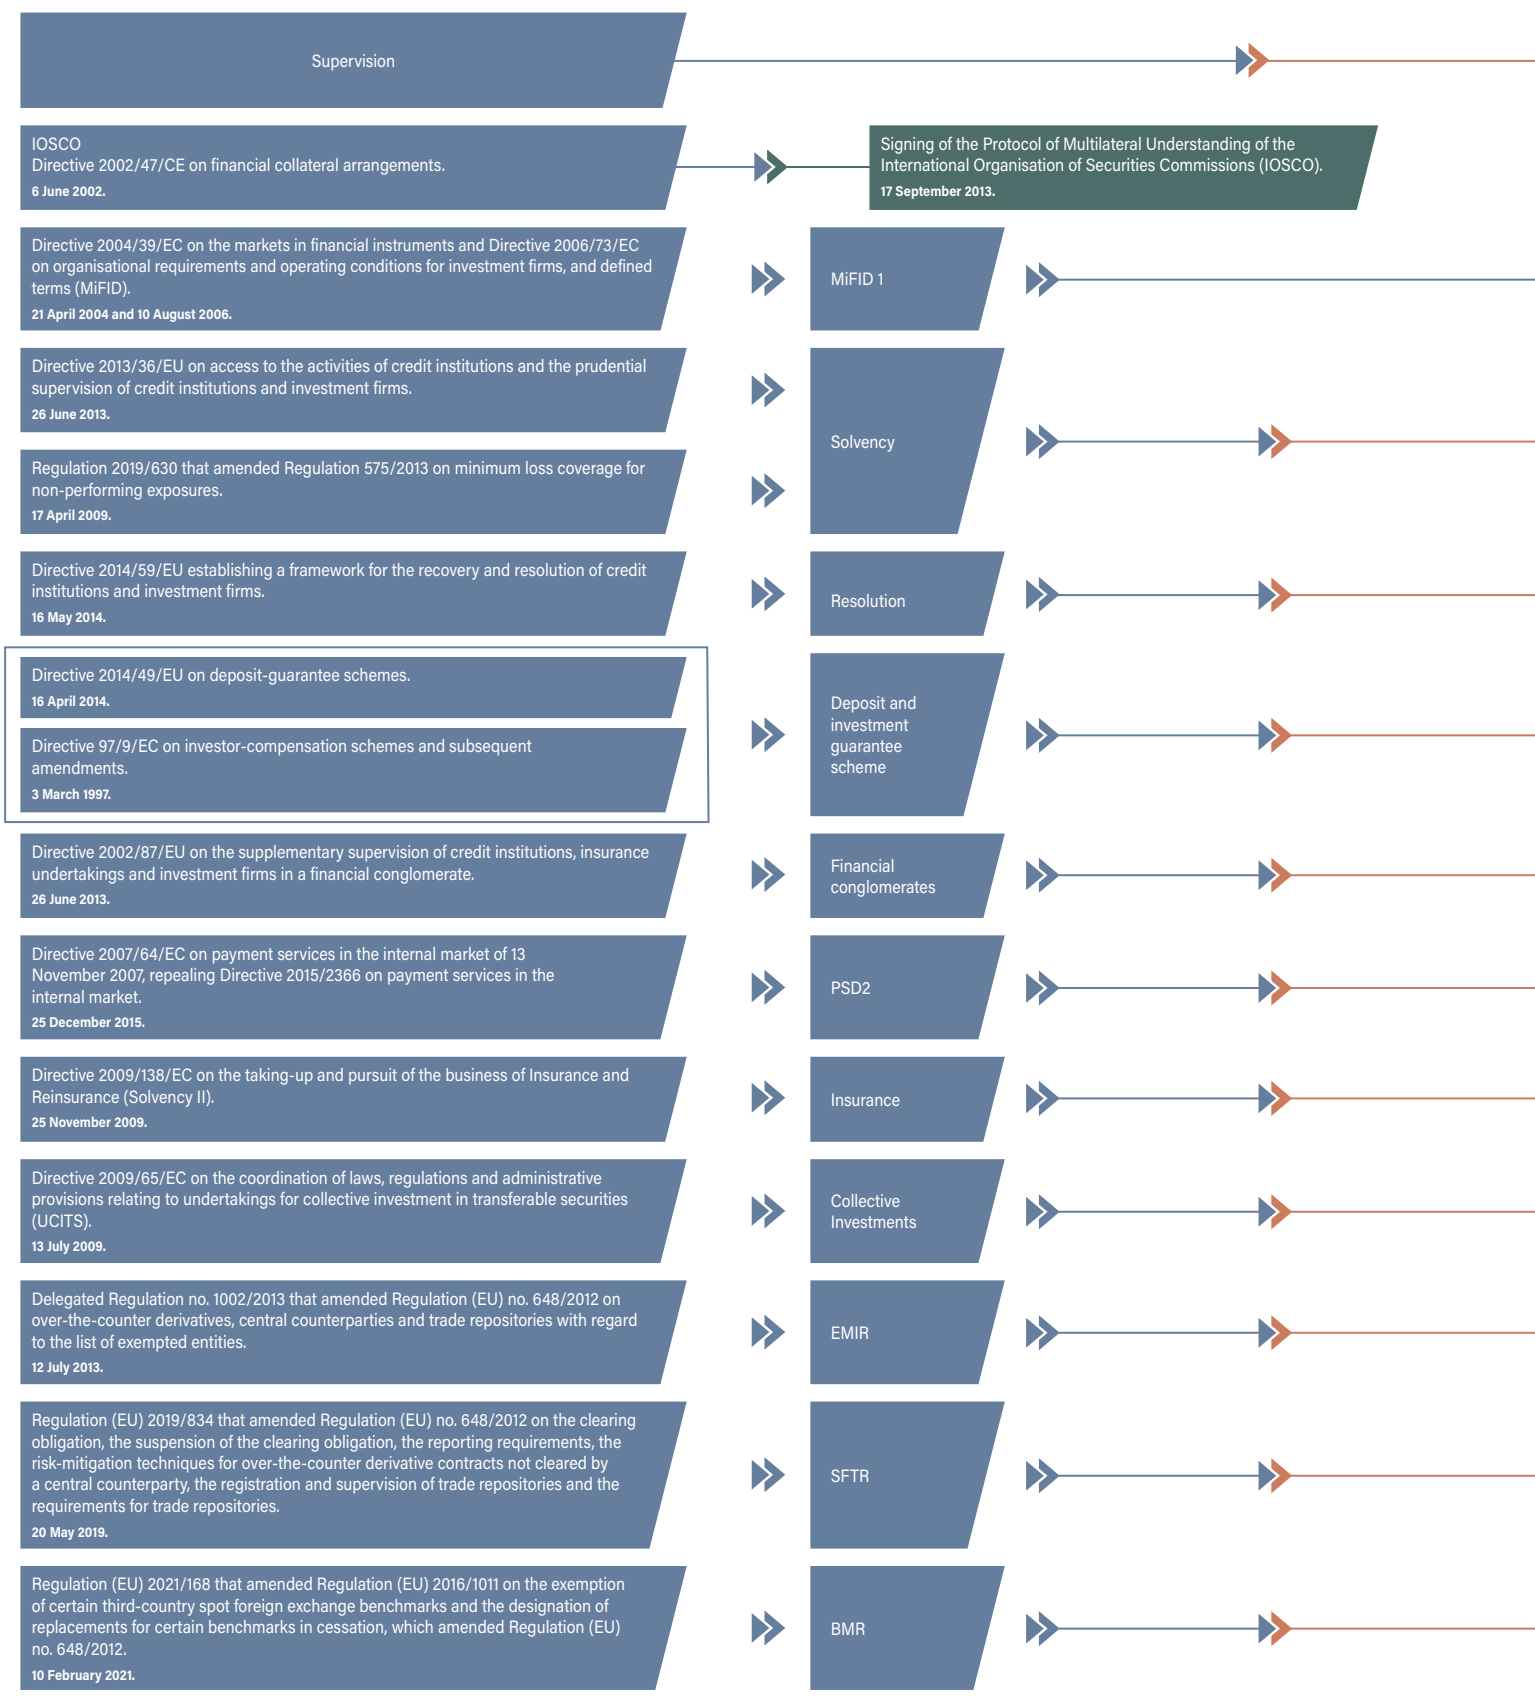 Supervision
IOSCO
Directive 2002/47/CE on financial collateral arrangements.
6 June 2002.
Signing of the Protocol of Multilateral Understanding of the
International Organisation of Securities Commissions (IOSCO).
17 September 2013.
Directive 2004/39/EC on the markets in financial instruments and Directive 2006/73/EC
on organisational requirements and operating conditions for investment firms, and defined
terms (MiFID).
21 April 2004 and 10 August 2006.
MiFID 1
Directive 2013/36/EU on access to the activities of credit institutions and the prudential
supervision of credit institutions and investment firms.
26 June 2013.
Regulation 2019/630 that amended Regulation 575/2013 on minimum loss coverage for
non-performing exposures.
17 April 2009.
Solvency
Directive 2014/59/EU establishing a framework for the recovery and resolution of credit
institutions and investment firms.
16 May 2014.
Resolution
Directive 2014/49/EU on deposit-guarantee schemes.
16 April 2014.
Directive 97/9/EC on investor-compensation schemes and subsequent
amendments.
3 March 1997.
Deposit and
investment
guarantee
scheme
Directive 2002/87/EU on the supplementary supervision of credit institutions, insurance
undertakings and investment firms in a financial conglomerate.
26 June 2013.
Financial
conglomerates
Directive 2007/64/EC on payment services in the internal market of 13
November 2007, repealing Directive 2015/2366 on payment services in the
internal market.
25 December 2015.
PSD2
Directive 2009/138/EC on the taking-up and pursuit of the business of Insurance and
Reinsurance (Solvency II).
25 November 2009.
Insurance
Directive 2009/65/EC on the coordination of laws, regulations and administrative
provisions relating to undertakings for collective investment in transferable securities
(UCITS).
13 July 2009.
Collective
Investments
Delegated Regulation no. 1002/2013 that amended Regulation (EU) no. 648/2012 on
over-the-counter derivatives, central counterparties and trade repositories with regard
to the list of exempted entities.
12 July 2013.
EMIR
Regulation (EU) 2019/834 that amended Regulation (EU) no. 648/2012 on the clearing
obligation, the suspension of the clearing obligation, the reporting requirements, the
risk-mitigation techniques for over-the-counter derivative contracts not cleared by
a central counterparty, the registration and supervision of trade repositories and the
requirements for trade repositories.
20 May 2019.
SFTR
Regulation (EU) 2021/168 that amended Regulation (EU) 2016/1011 on the exemption
of certain third-country spot foreign exchange benchmarks and the designation of
replacements for certain benchmarks in cessation, which amended Regulation (EU)
no. 648/2012.
10 February 2021.
BMR